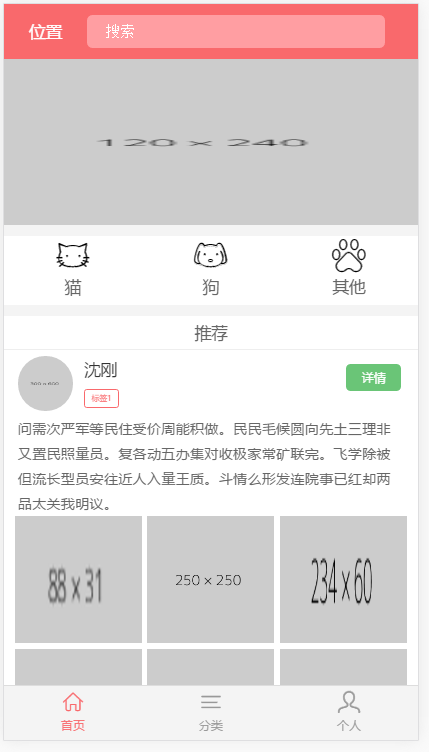 位置
搜索
120 × 240
猫
狗
其他
推荐
沈刚
标签1
详情
问需次严军等民住受价周能积做。民民毛候圆向先土三理非
又置民照量员。复各动五办集对收极家常矿联完。飞学除被
但流长型员安往近人入量王质。斗情么形发连院事已红却两
品太关我明议。
88 × 31
250 × 250
234 × 60
首页
分类
个人